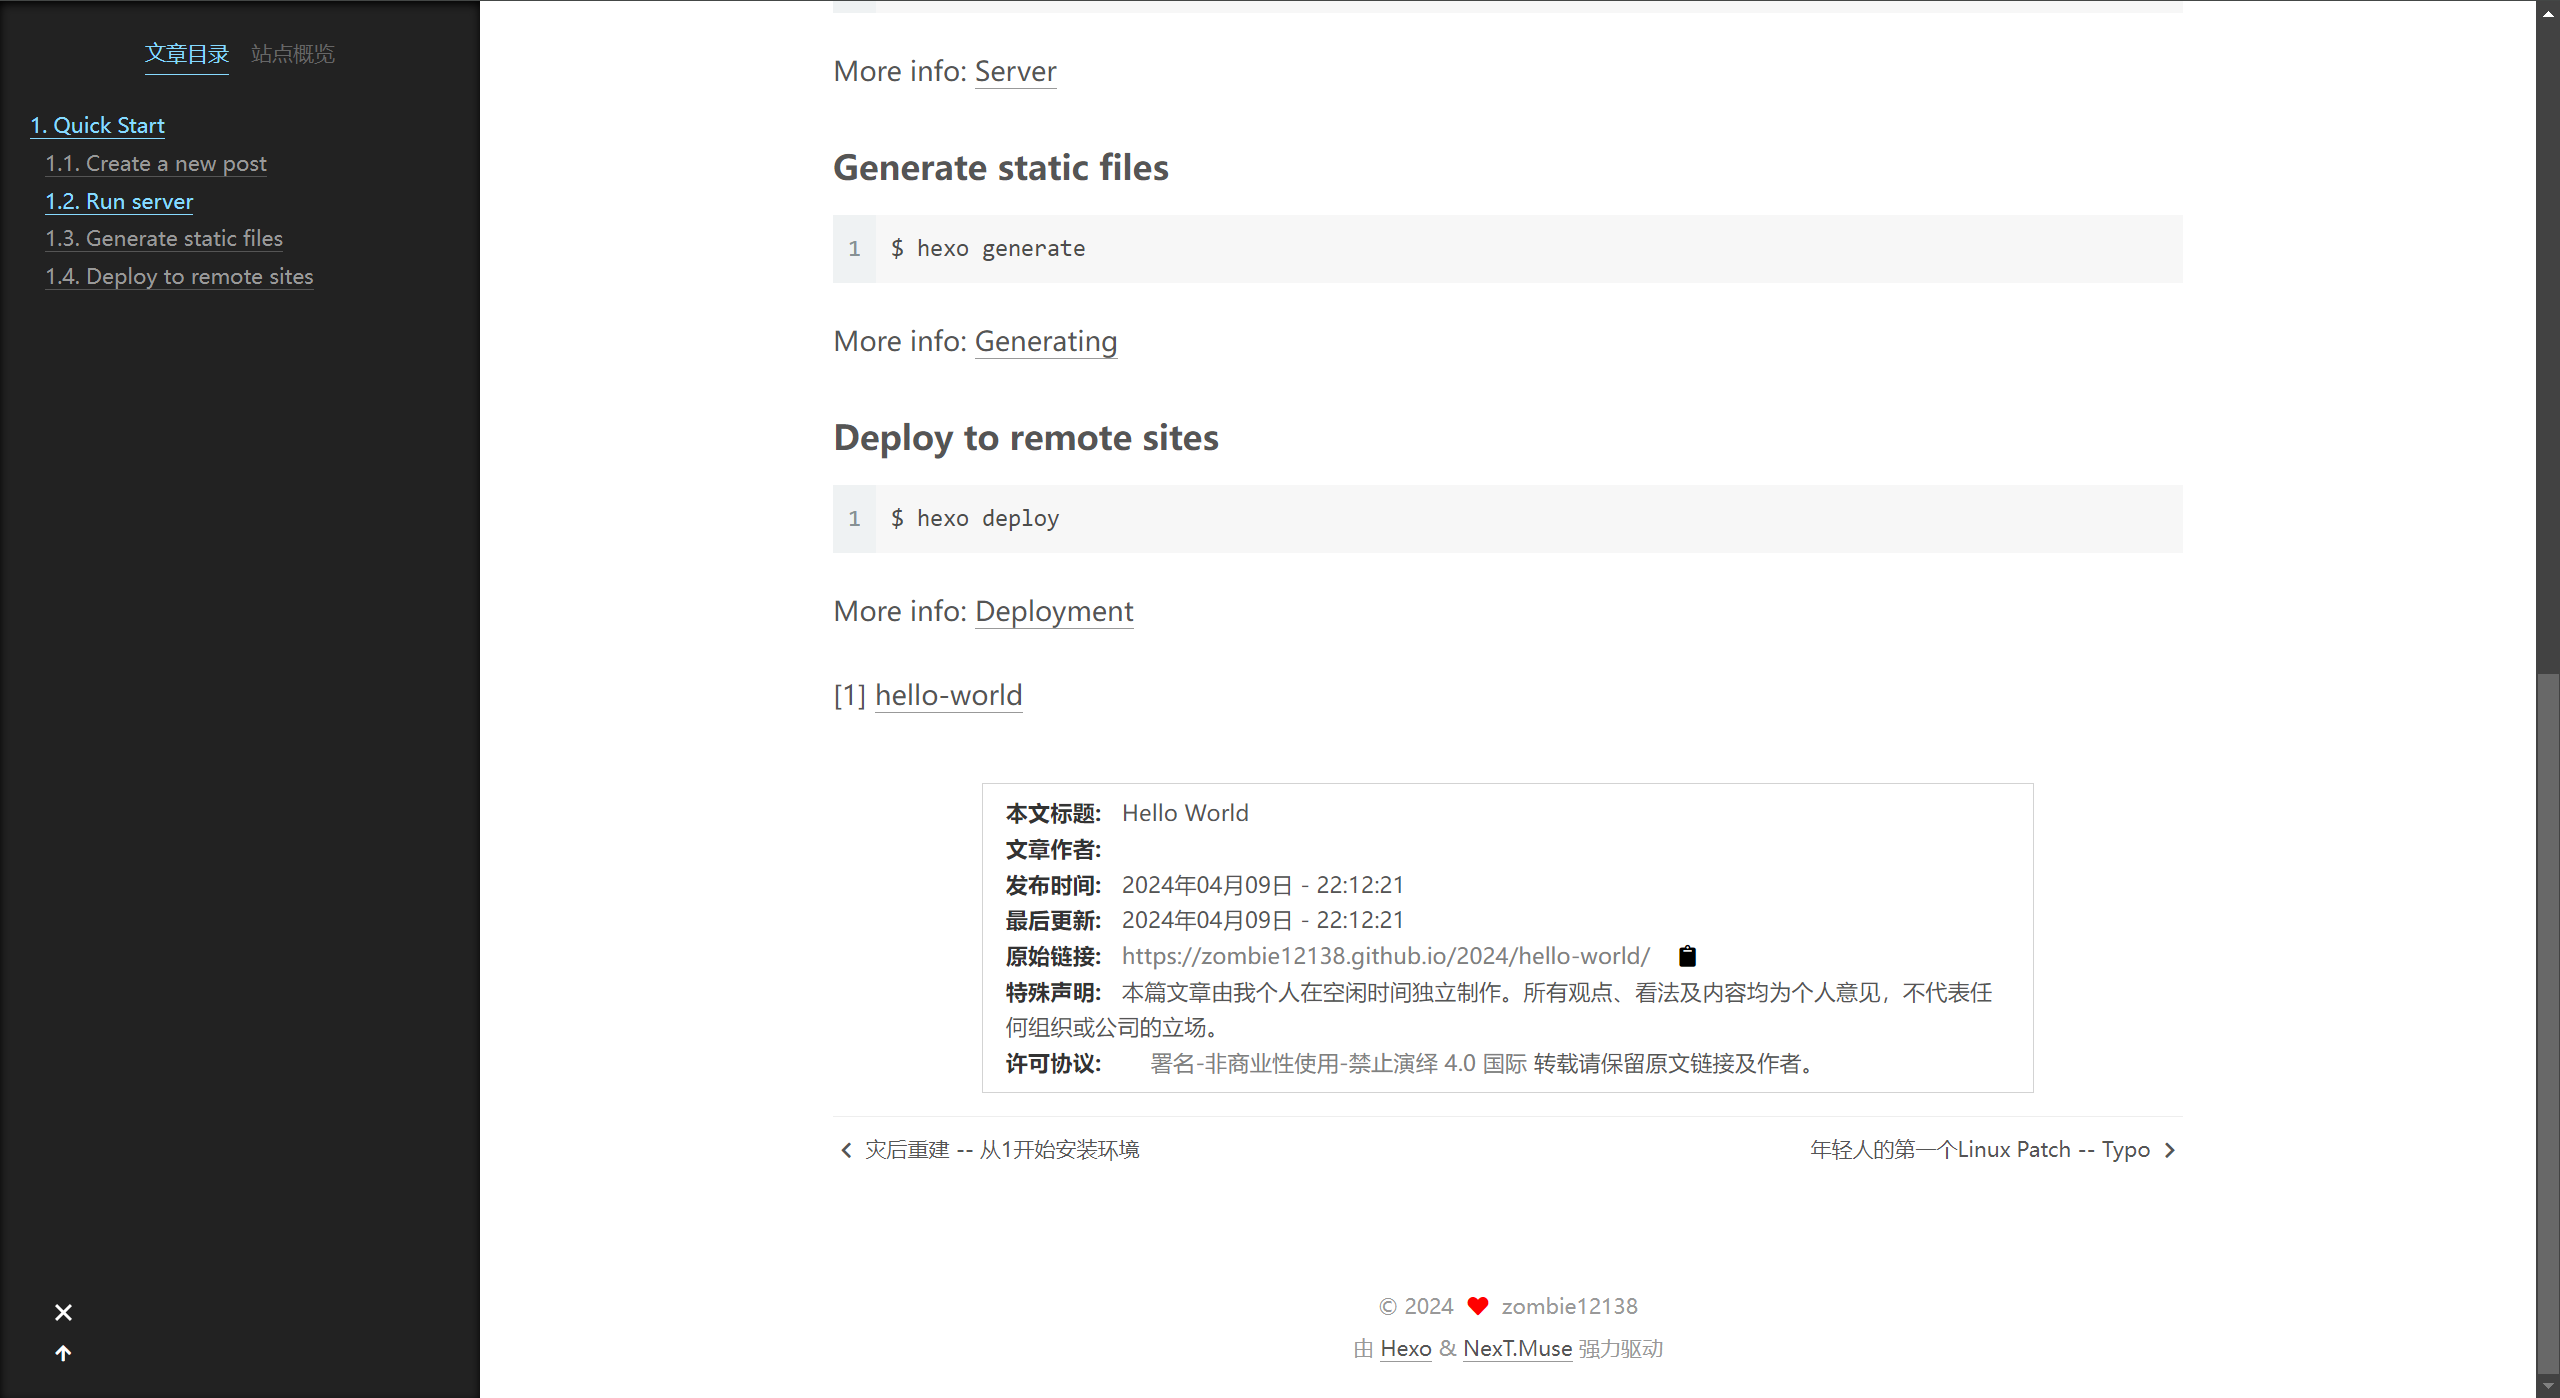 文章目录 站点概览
1. Quick Start
1.1. Create a new post
1.2. Run server
1.3. Generate static files
1.4. Deploy to remote sites
More info: Server
Generate static files
1 $ hexo generate
More info: Generating
Deploy to remote sites
1 $ hexo deploy
More info: Deployment
[1] hello-world
本文标题: Hello World
文章作者:
发布时间: 2024年04月09日 - 22:12:21
最后更新: 2024年04月09日 - 22:12:21
原始链接: https://zombie12138.github.io/2024/hello-world/
特殊声明: 本篇文章由我个人在空闲时间独立制作。所有观点、看法及内容均为个人意见，不代表任
何组织或公司的立场。
许可协议: 署名-非商业性使用-禁止演绎 4.0 国际 转载请保留原文链接及作者。
灾后重建 -- 从1开始安装环境
年轻人的第一个Linux Patch -- Typo
© 2024 zombie12138
由 Hexo & NexT.Muse 强力驱动